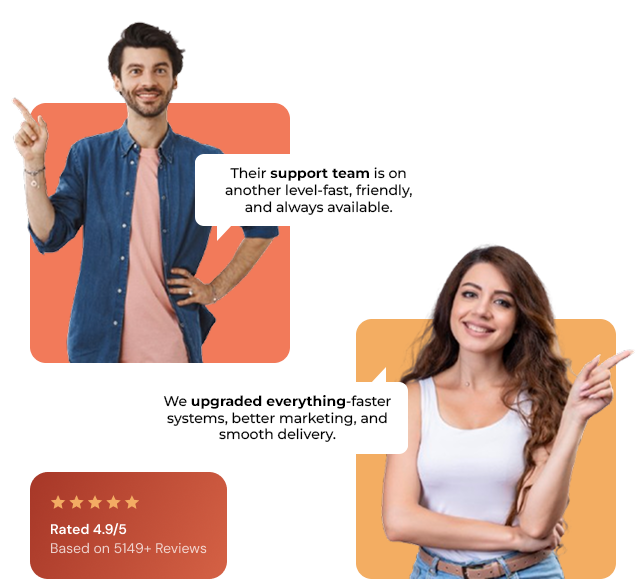 Their support team is on
another level-fast, friendly,
and always available.
We upgraded everything-faster
systems, better marketing, and
smooth delivery.
Rated 4.9/5
Based on 5149+ Reviews